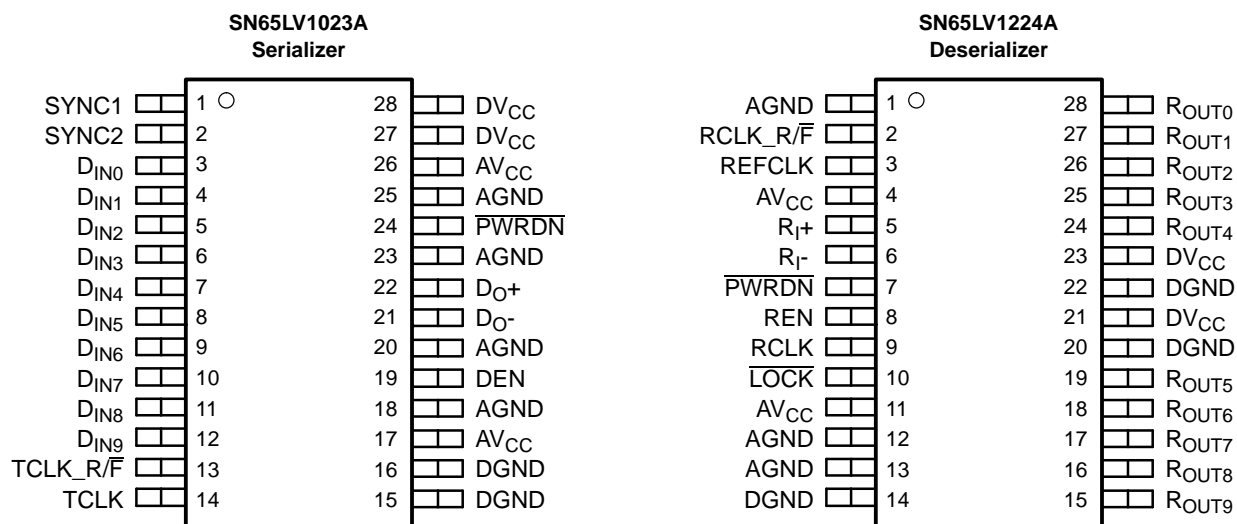 SN65LV1023A
Serializer
SYNC1 1 28 DVCC
SYNC2 2 27 DVCC
DIN0 3 26 AVCC
DIN1 4 25 AGND
DIN2 5 24 PWRDN
DIN3 6 23 AGND
DIN4 7 22 DO+
DIN5 8 21 DO-
DIN6 9 20 AGND
DIN7 10 19 DEN
DIN8 11 18 AGND
DIN9 12 17 AVCC
TCLK_R/F 13 16 DGND
TCLK 14 15 DGND
SN65LV1224A
Deserializer
AGND 1 28 ROUT0
RCLK_R/F 2 27 ROUT1
REFCLK 3 26 ROUT2
AVCC 4 25 ROUT3
RI+ 5 24 ROUT4
RI- 6 23 DVCC
PWRDN 7 22 DGND
REN 8 21 DVCC
RCLK 9 20 DGND
LOCK 10 19 ROUT5
AVCC 11 18 ROUT6
AGND 12 17 ROUT7
AGND 13 16 ROUT8
DGND 14 15 ROUT9